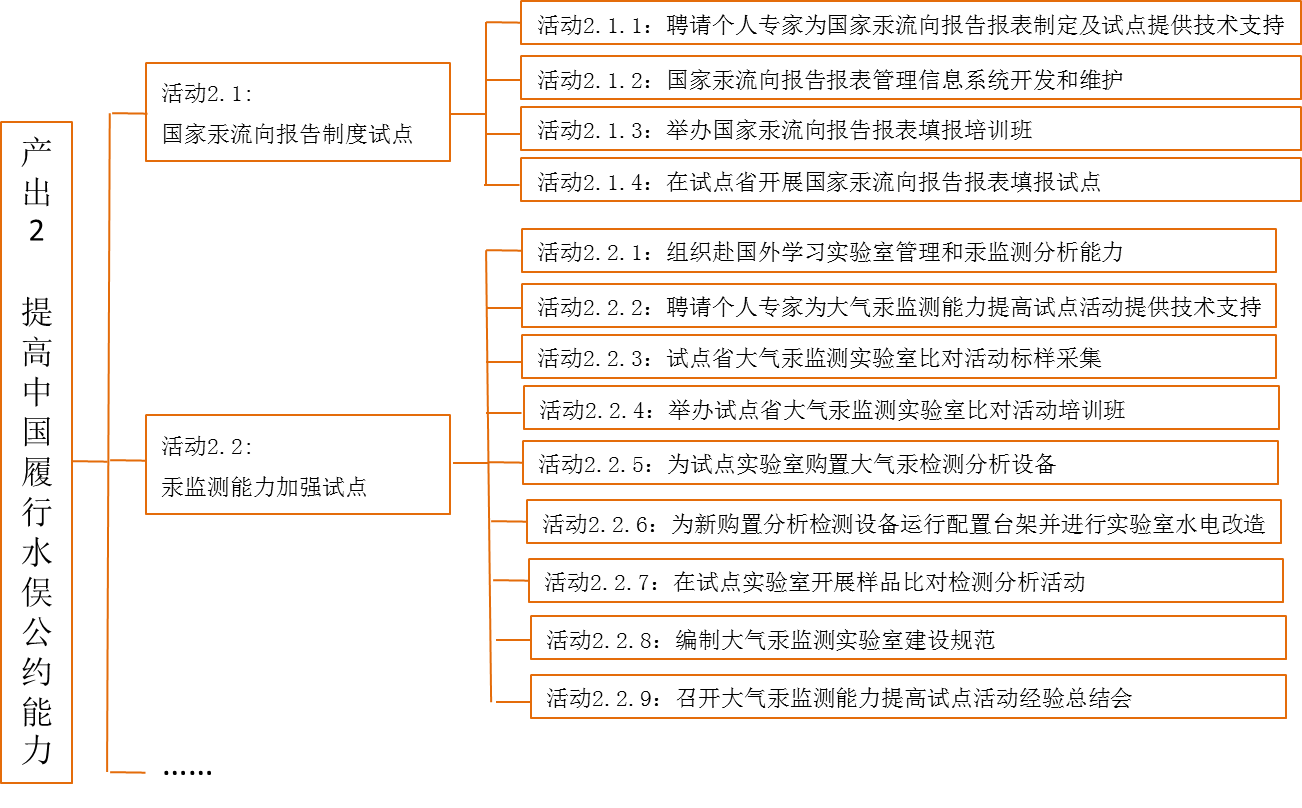 产出2 提高中国履行水俣公约能力
活动2.1:
国家汞流向报告制度试点
活动2.1.1：聘请个人专家为国家汞流向报告报表制定及试点提供技术支持
活动2.1.2：国家汞流向报告报表管理信息系统开发和维护
活动2.1.3：举办国家汞流向报告报表填报培训班
活动2.1.4：在试点省开展国家汞流向报告报表填报试点
活动2.2:
汞监测能力加强试点
活动2.2.1：组织赴国外学习实验室管理和汞监测分析能力
活动2.2.2：聘请个人专家为大气汞监测能力提高试点活动提供技术支持
活动2.2.3：试点省大气汞监测实验室比对活动标样采集
活动2.2.4：举办试点省大气汞监测实验室比对活动培训班
活动2.2.5：为试点实验室购置大气汞检测分析设备
活动2.2.6：为新购置分析检测设备运行配置台架并进行实验室水电改造
活动2.2.7：在试点实验室开展样品比对检测分析活动
活动2.2.8：编制大气汞监测实验室建设规范
活动2.2.9：召开大气汞监测能力提高试点活动经验总结会
……